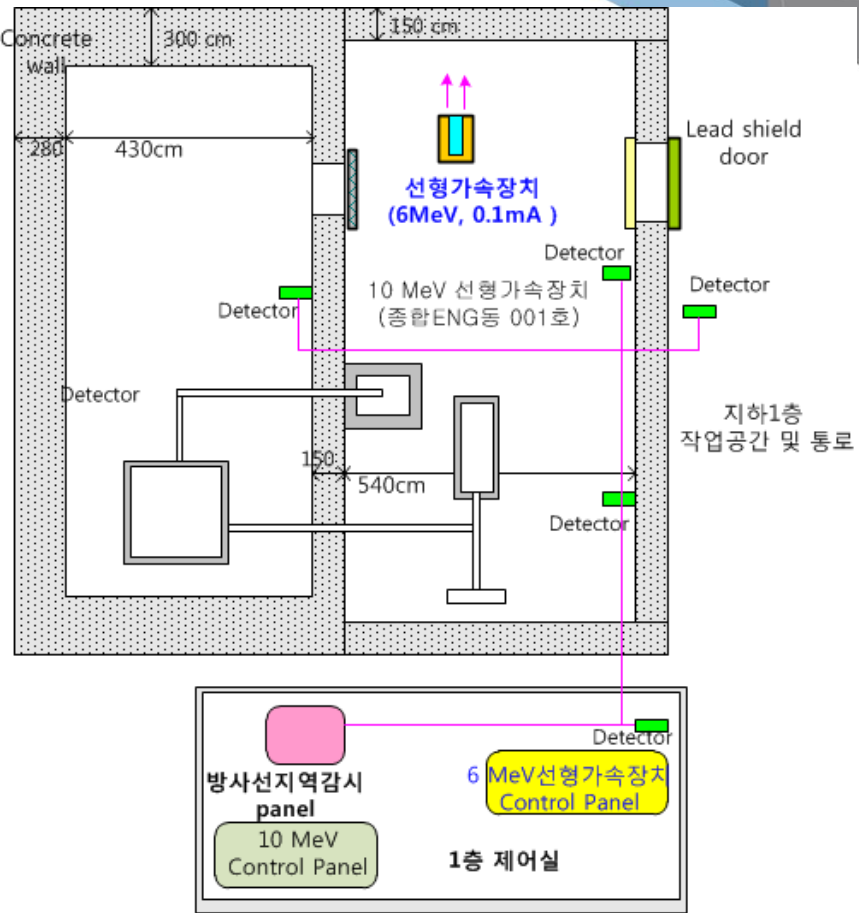 Concrete
wall
300 cm
150 cm
280
430cm
Lead shield
door
선형가속장치
(6MeV, 0.1mA )
Detector
Detector
10 MeV 선형가속장치
(종합ENG동 001호)
Detector
Detector
지하1층
작업공간 및 통로
150
540cm
Detector
Detector
방사선지역감시
panel
6 MeV선형가속장치
Control Panel
10 MeV
Control Panel
1층 제어실